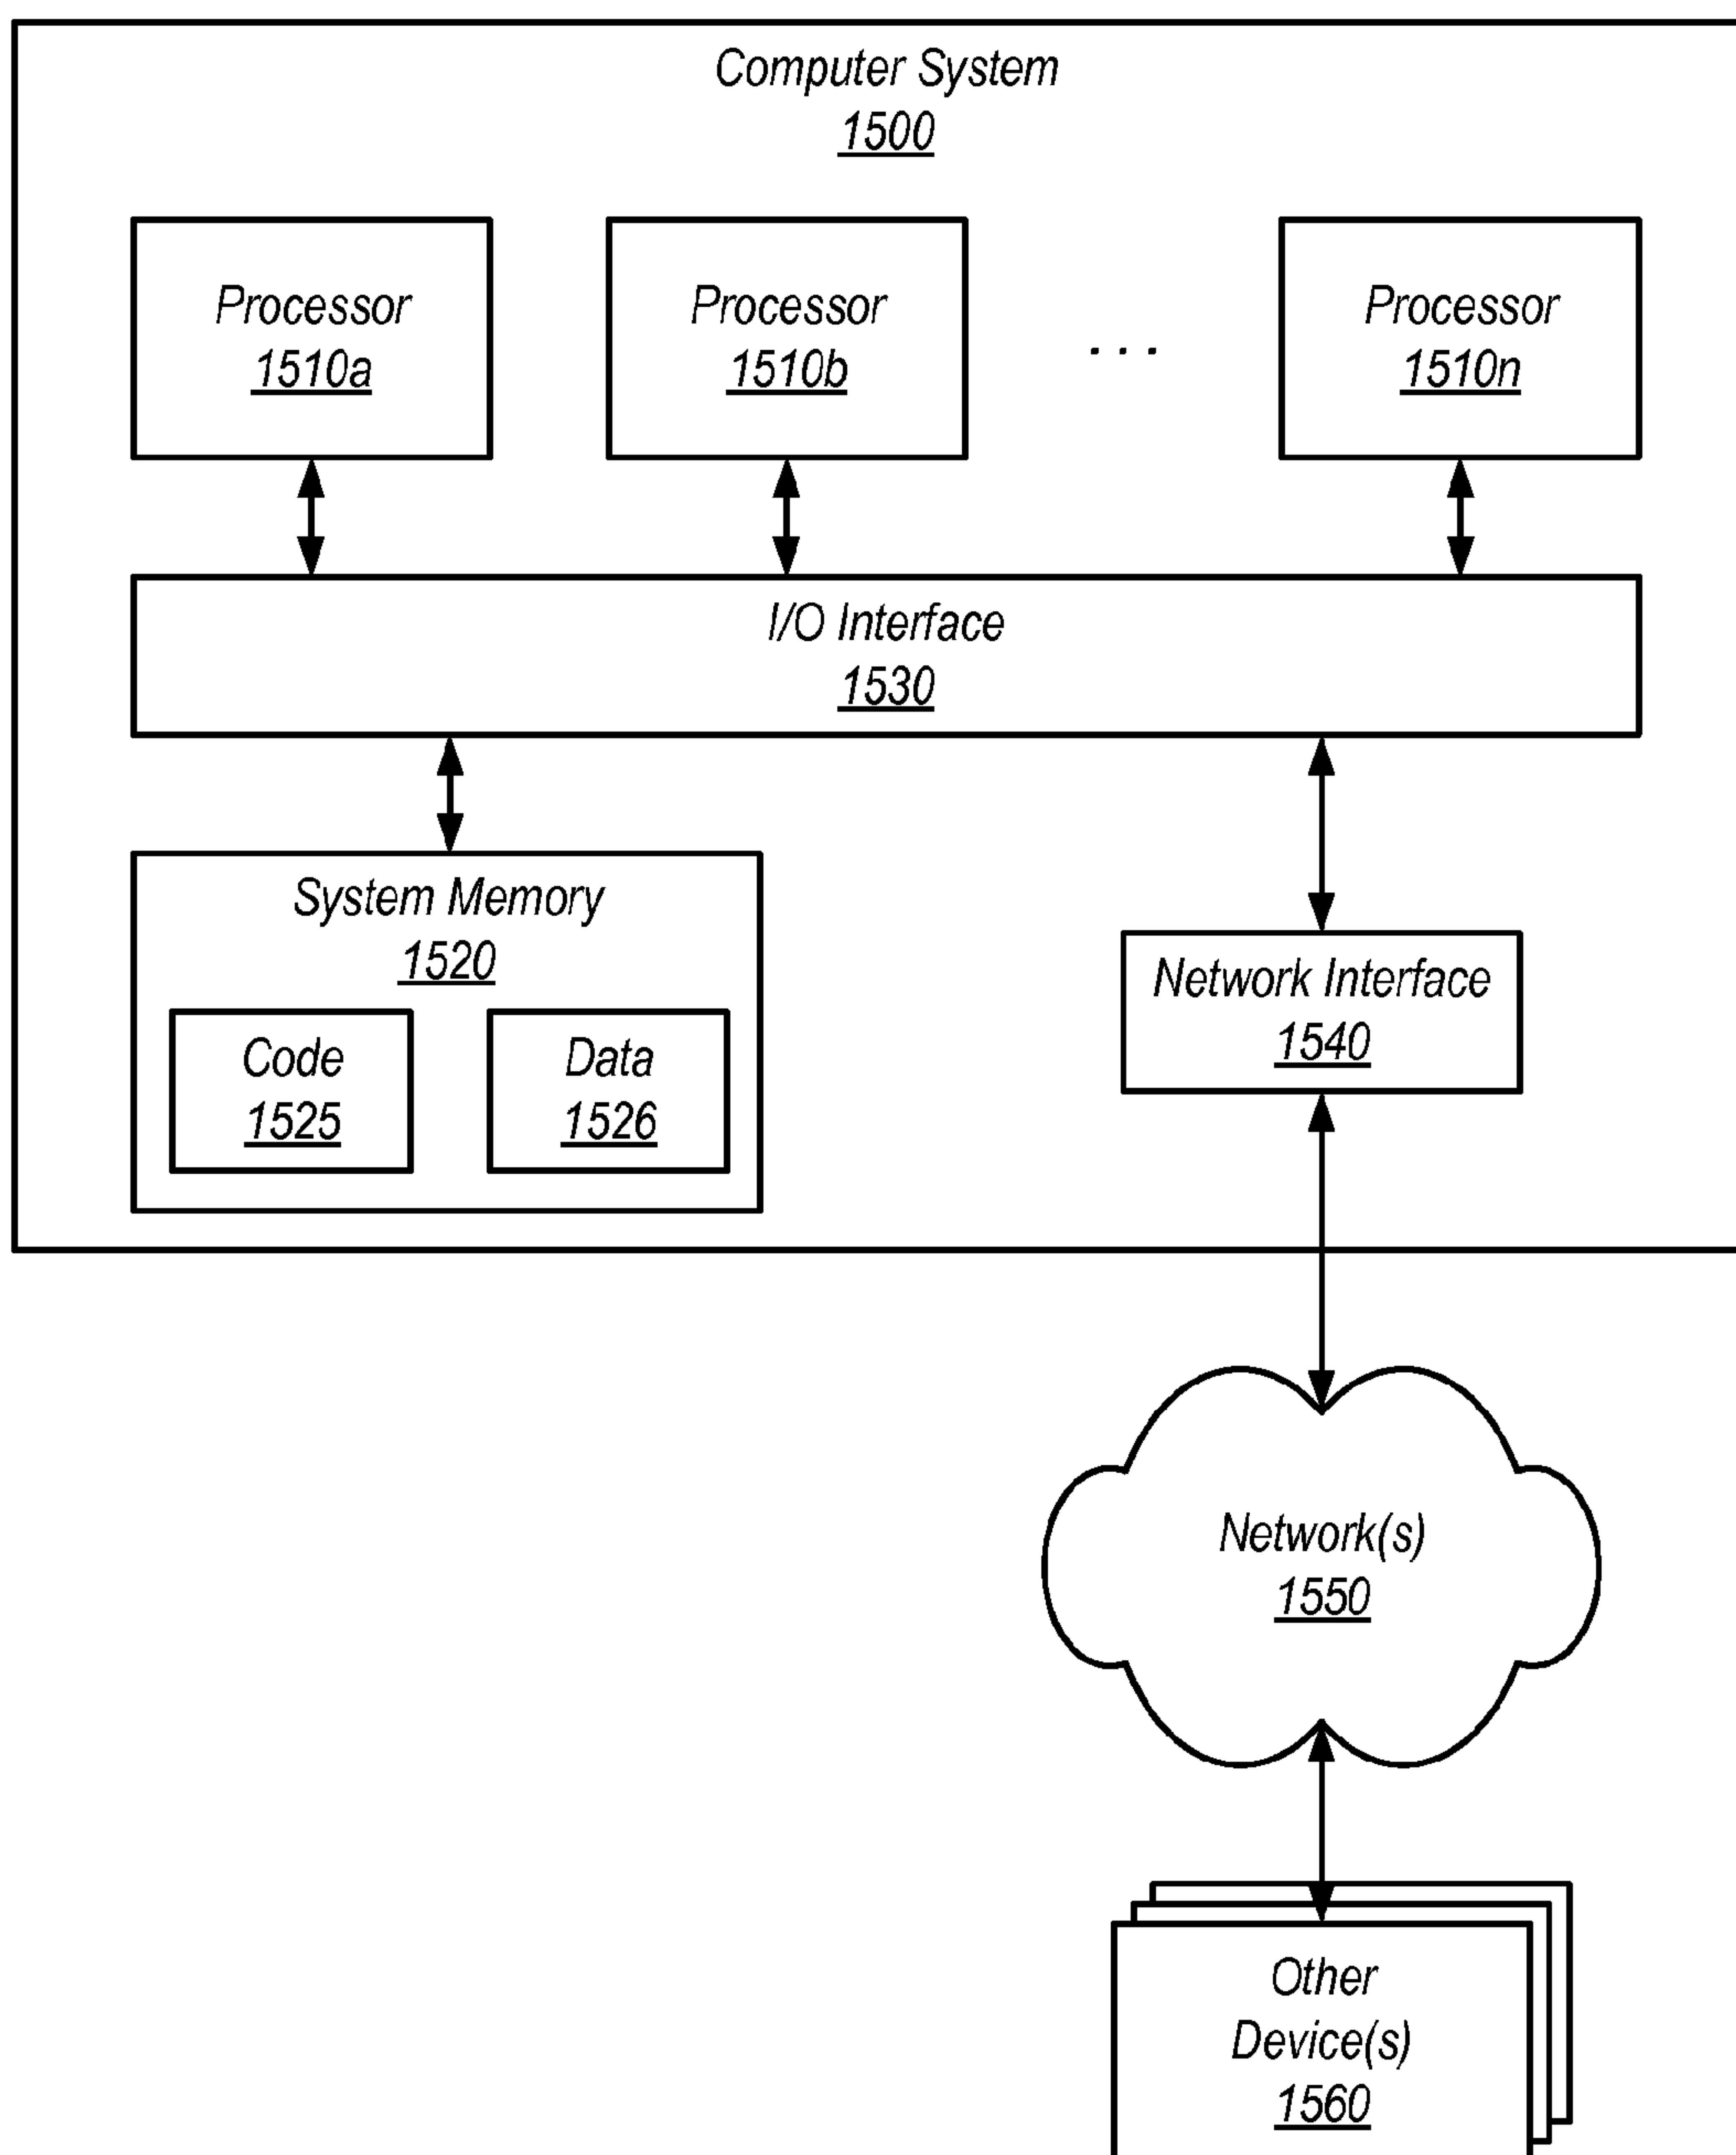 Computer System
1500
Processor
1510a
Processor
1510b
. . .
Processor
1510n
I/O Interface
1530
System Memory
1520
Code
1525
Data
1526
Network Interface
1540
Network(s)
1550
Other
Device(s)
1560